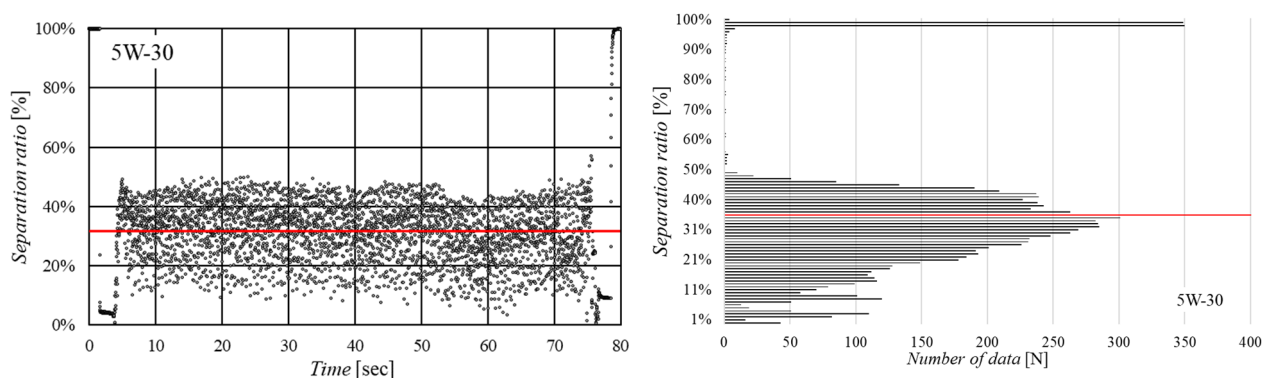 100%
80%
60%
40%
20%
0%
Separation ratio [%]
5W-30
0 10 20 30 40 50 60 70 80
Time [sec]
100%
90%
80%
70%
60%
50%
40%
31%
21%
11%
1%
Separation ratio [%]
5W-30
0 50 100 150 200 250 300 350 400
Number of data [N]